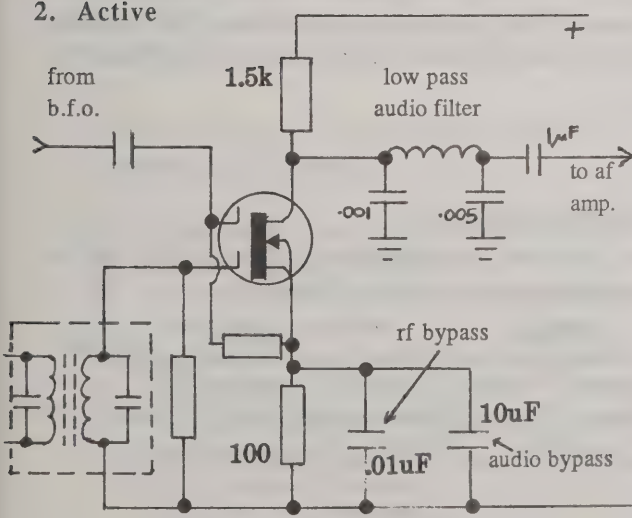 2. Active
+
from
b.f.o.
1.5k
low pass
audio filter
1µF
to af
amp.
.001
.005
rf bypass
10uF
100
.01uF
audio bypass